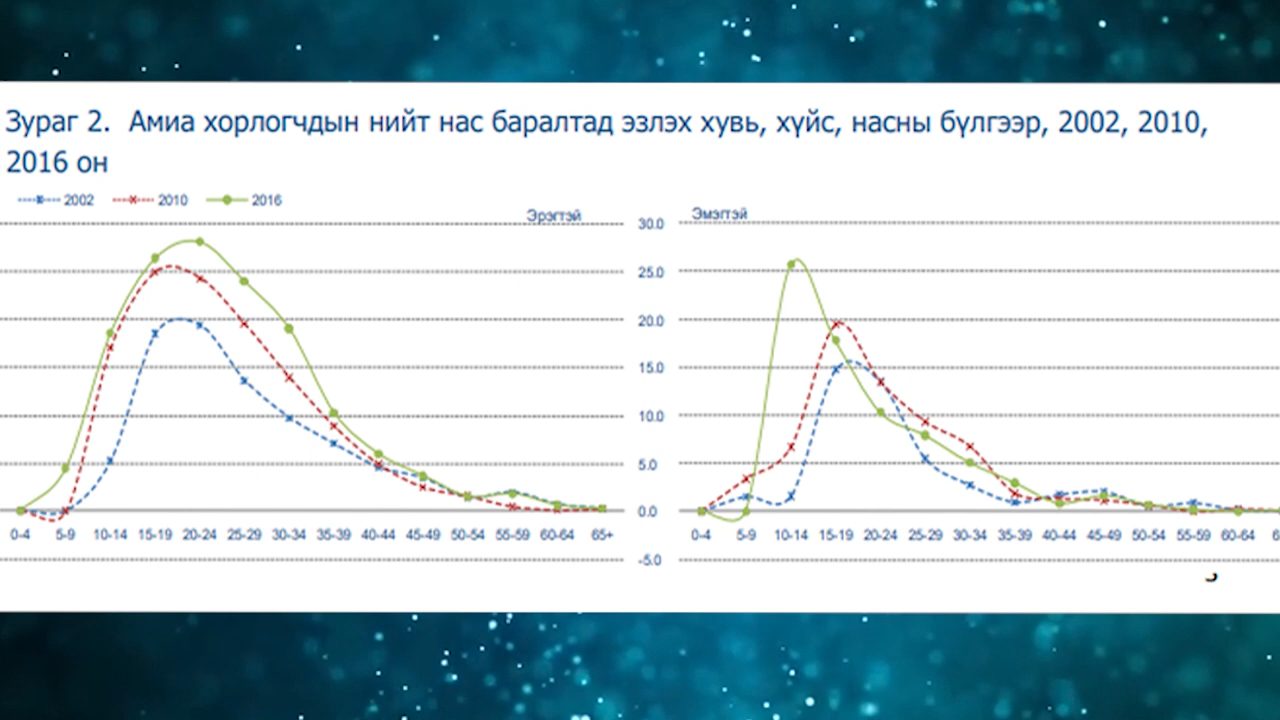 Зураг 2. Амиа хорлогчдын нийт нас баралтад эзлэх хувь, хүйс, насны бүлгээр, 2002, 2010,
2016 он
2002 2010 2016
Эрэгтэй
Эмэгтэй
30.0
25.0
20.0
15.0
10.0
5.0
0.0
-5.0
0-4 5-9 10-14 15-19 20-24 25-29 30-34 35-39 40-44 45-49 50-54 55-59 60-64 65+
0-4 5-9 10-14 15-19 20-24 25-29 30-34 35-39 40-44 45-49 50-54 55-59 60-64